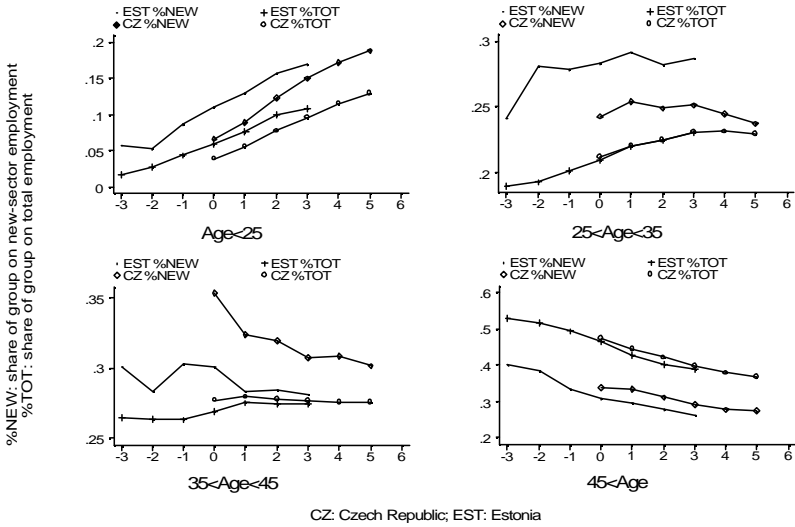 %NEW: share of group on new-sector employment
%TOT: share of group on total employment
EST %NEW EST %TOT
CZ %NEW CZ %TOT
.2
.15
.1
.05
0
-3 -2 -1 0 1 2 3 4 5 6
Age<25
EST %NEW EST %TOT
CZ %NEW CZ %TOT
.3
.25
.2
-3 -2 -1 0 1 2 3 4 5 6
25<Age<35
EST %NEW EST %TOT
CZ %NEW CZ %TOT
.35
.3
.25
-3 -2 -1 0 1 2 3 4 5 6
35<Age<45
EST %NEW EST %TOT
CZ %NEW CZ %TOT
.6
.5
.4
.3
.2
-3 -2 -1 0 1 2 3 4 5 6
45<Age
CZ: Czech Republic; EST: Estonia